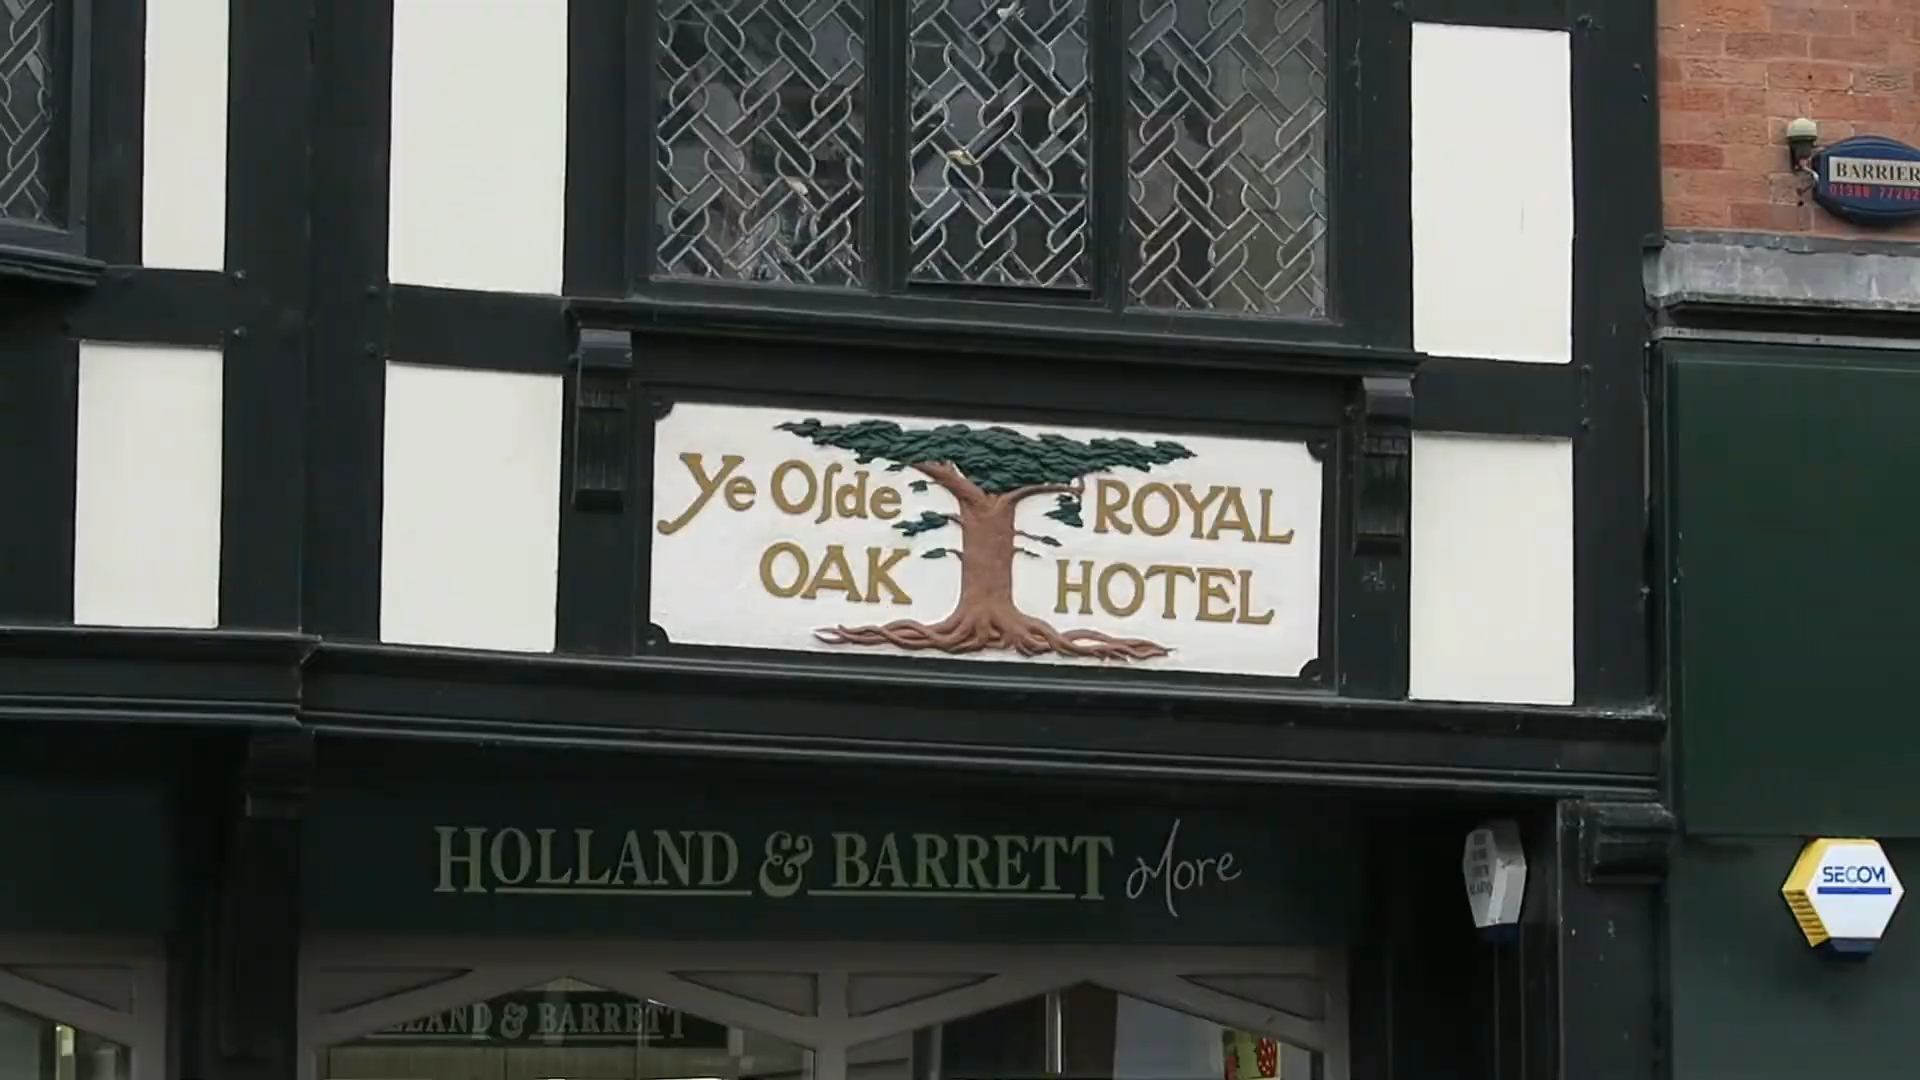 Ye Olde ROYAL
OAK HOTEL
HOLLAND & BARRETT More
LLAND & BARRETT
BARRIER
SECOM